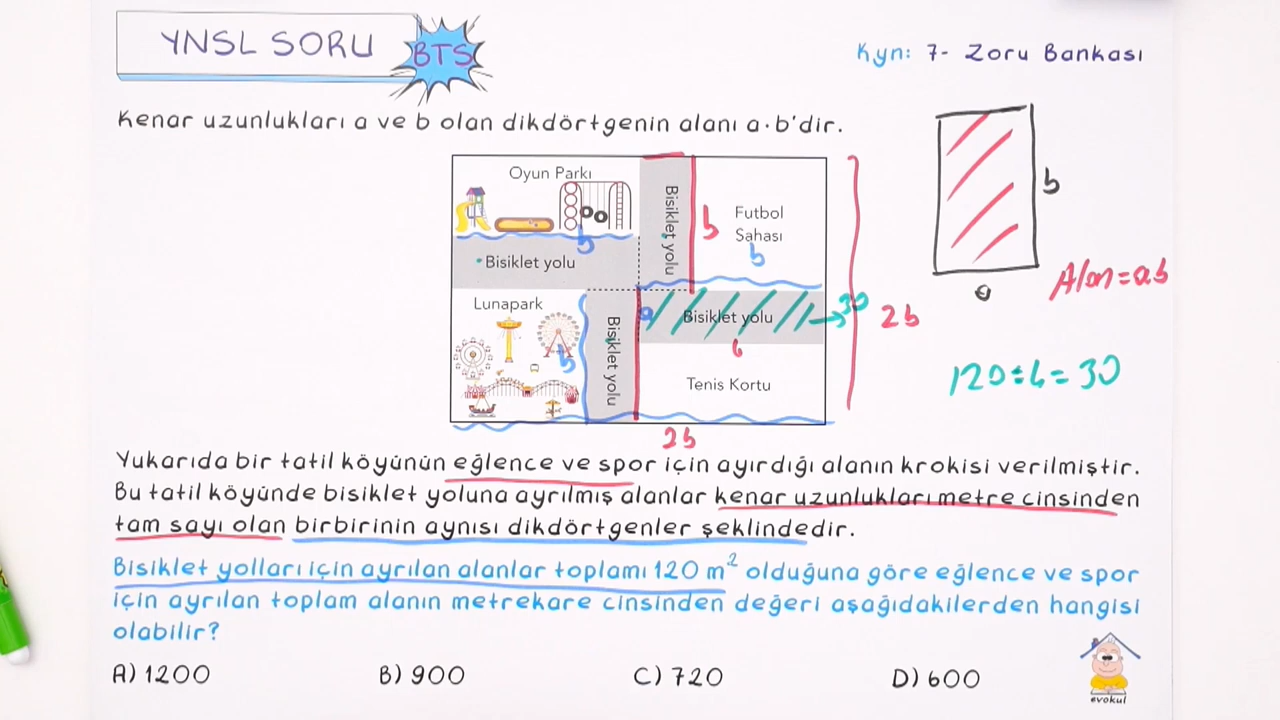 YNSL SORU
BTS
Kyn: 7- Zoru Bankası
Kenar uzunlukları a ve b olan dikdörtgenin alanı a·b'dir.
Oyun Parkı
Bisiklet yolu
Futbol
Sahası
b
b
b
b
Bisiklet yolu
Lunapark
a
Bisiklet yolu
30
2b
Bisiklet yolu
b
Tenis Kortu
2b
a
Alan=a.b
120÷4=30
Yukarıda bir tatil köyünün eğlence ve spor için ayırdığı alanın krokisi verilmiştir.
Bu tatil köyünde bisiklet yoluna ayrılmış alanlar kenar uzunlukları metre cinsinden
tam sayı olan birbirinin aynısı dikdörtgenler şeklindedir.
Bisiklet yolları için ayrılan alanlar toplamı 120 m² olduğuna göre eğlence ve spor
için ayrılan toplam alanın metrekare cinsinden değeri aşağıdakilerden hangisi
olabilir?
A) 1200 B) 900 C) 720 D) 600
evokul